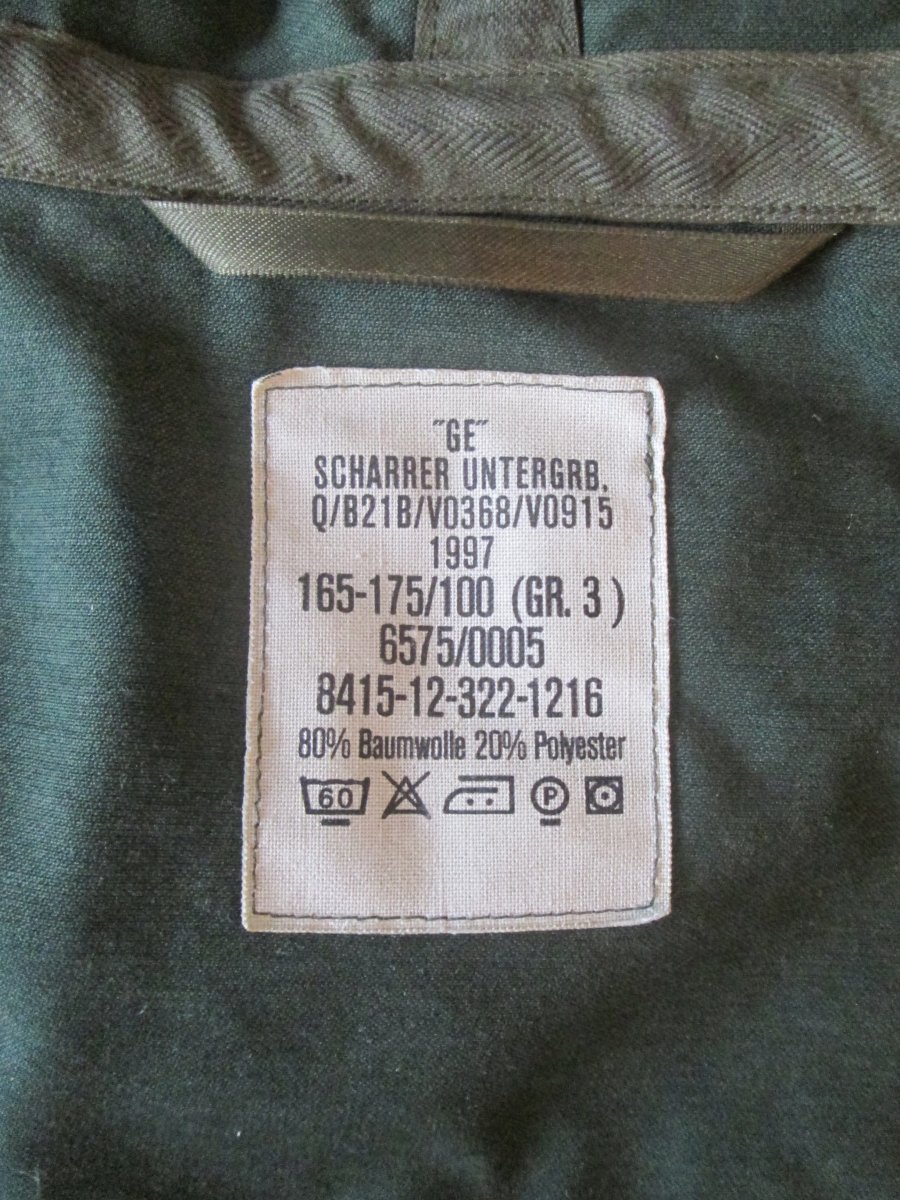 "GE"
SCHARRER UNTERGRB.
Q/B21B/V0368/V0915
1997
165-175/100 (GR. 3 )
6575/0005
8415-12-322-1216
80% Baumwolle 20% Polyester
60 P